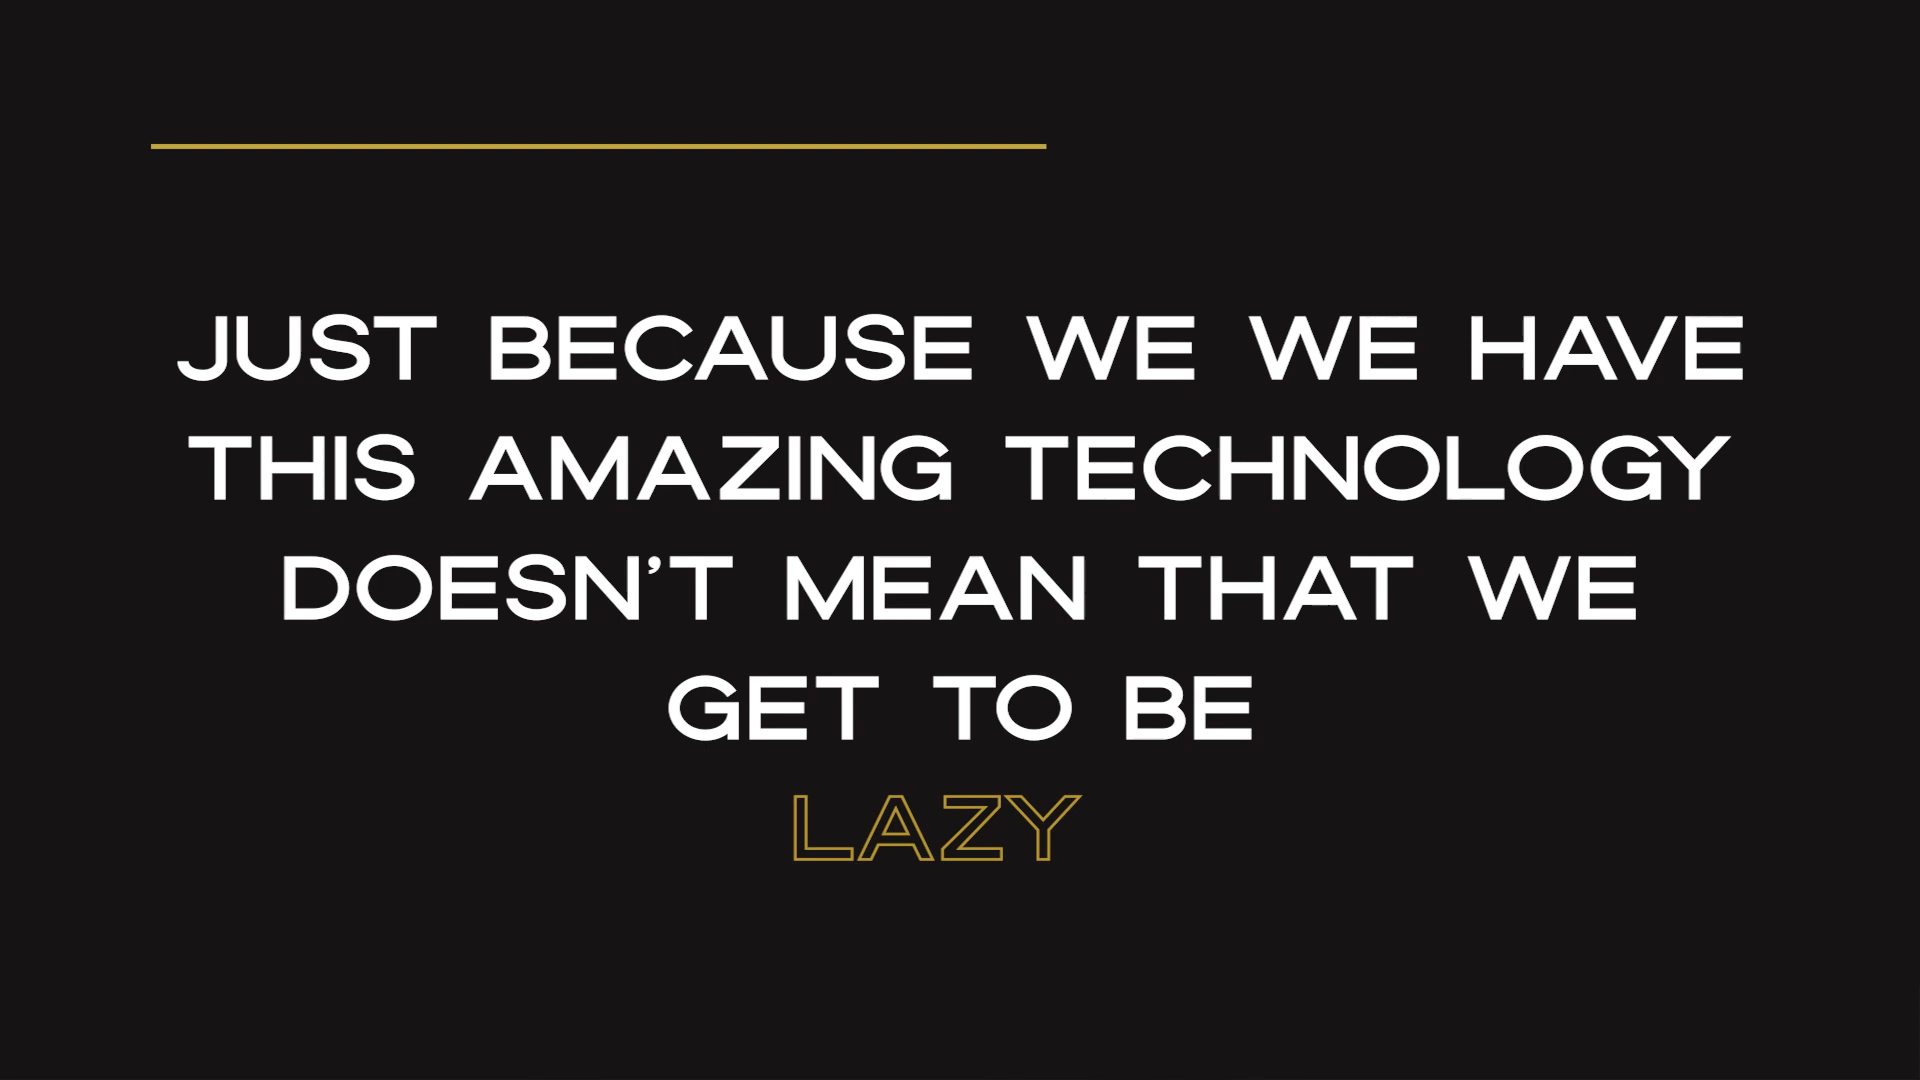 JUST BECAUSE WE WE HAVE
THIS AMAZING TECHNOLOGY
DOESN’T MEAN THAT WE
GET TO BE
LAZY